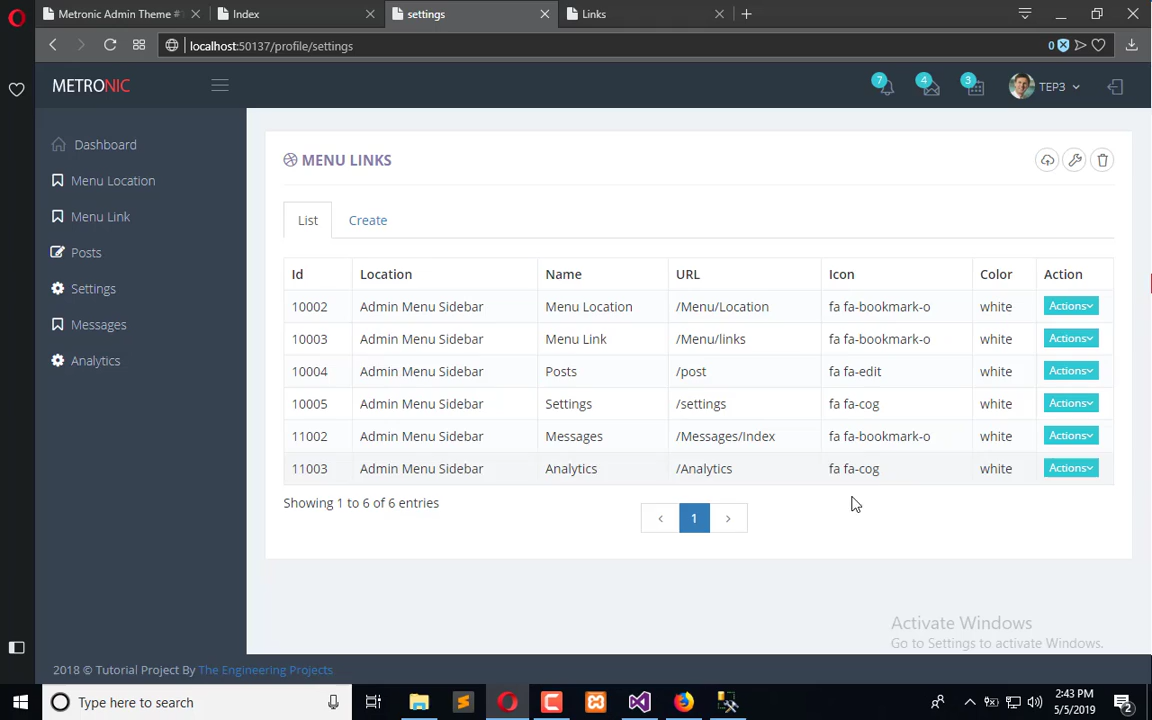 Metronic Admin Theme #
Index
settings
Links
localhost:50137/profile/settings
0
METRONIC
7
4
3
TEP3
Dashboard
Menu Location
Menu Link
Posts
Settings
Messages
Analytics
MENU LINKS
List Create
Id Location Name URL Icon Color Action
10002 Admin Menu Sidebar Menu Location /Menu/Location fa fa-bookmark-o white Actions
10003 Admin Menu Sidebar Menu Link /Menu/links fa fa-bookmark-o white Actions
10004 Admin Menu Sidebar Posts /post fa fa-edit white Actions
10005 Admin Menu Sidebar Settings /settings fa fa-cog white Actions
11002 Admin Menu Sidebar Messages /Messages/Index fa fa-bookmark-o white Actions
11003 Admin Menu Sidebar Analytics /Analytics fa fa-cog white Actions
Showing 1 to 6 of 6 entries
‹ 1 ›
Activate Windows
Go to Settings to activate Windows.
2018 © Tutorial Project By The Engineering Projects.
Type here to search
2:43 PM
5/5/2019
2